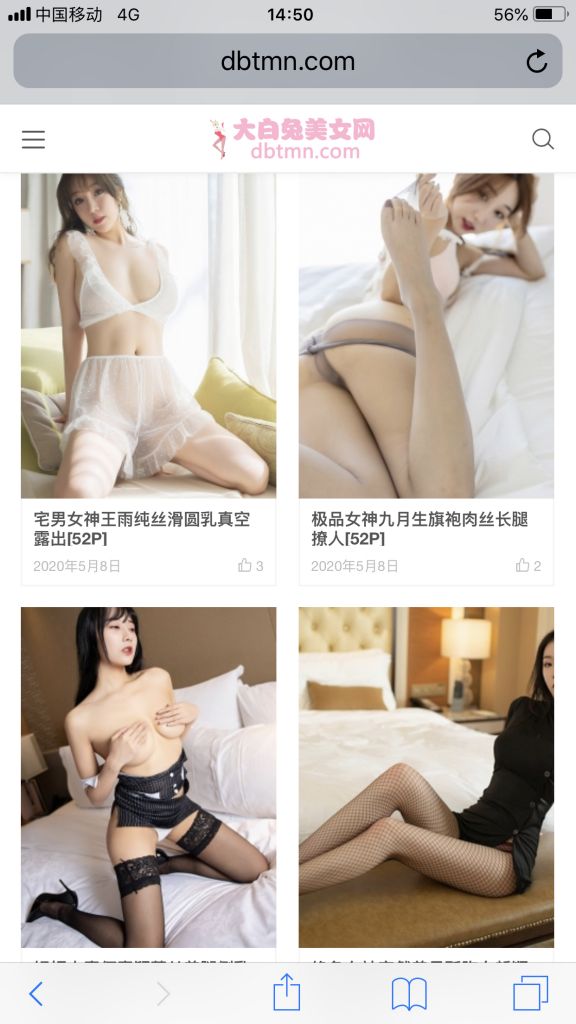 中国移动 4G 14:50 56%
dbtmn.com
大白兔美女网
dbtmn.com
宅男女神王雨纯丝滑圆乳真空
露出[52P]
2020年5月8日 3
极品女神九月生旗袍肉丝长腿
撩人[52P]
2020年5月8日 2